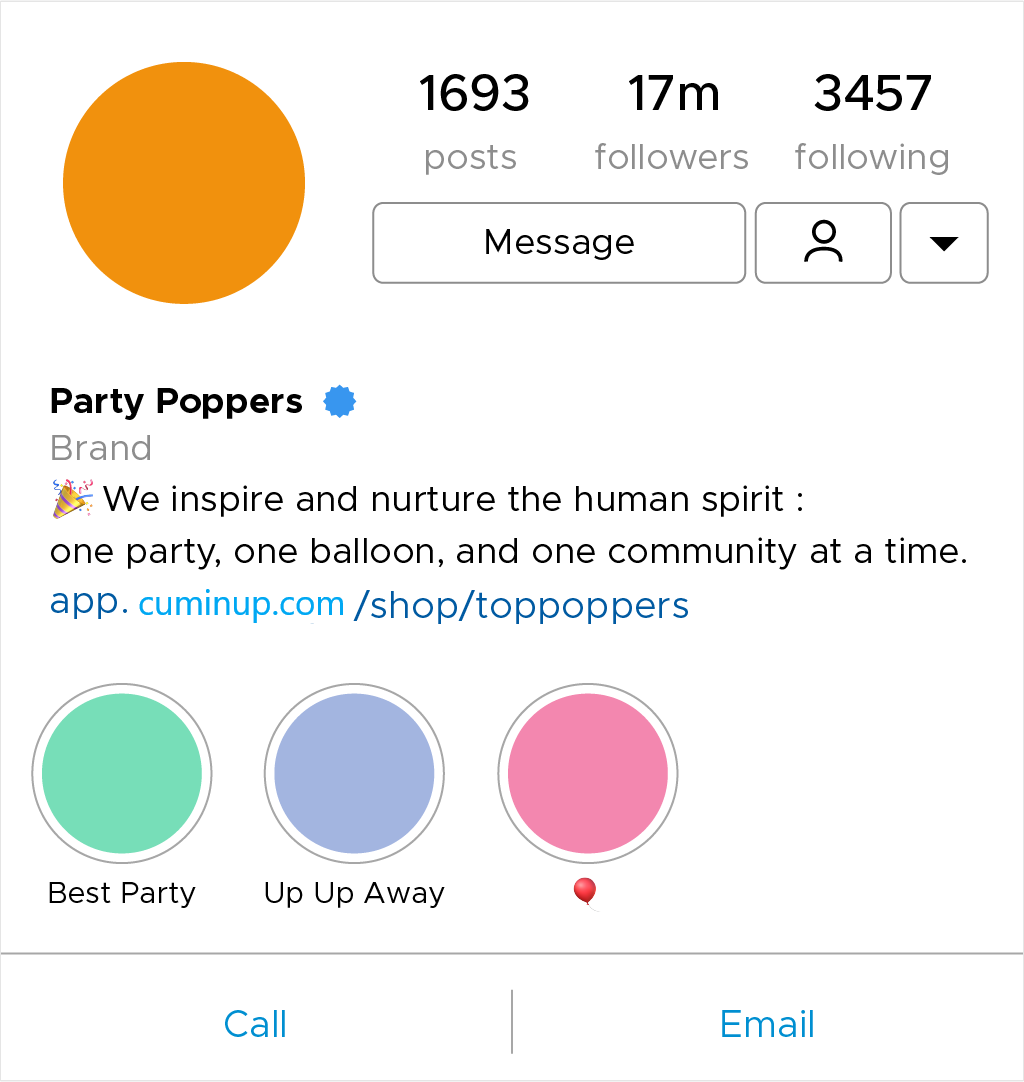 1693 17m 3457
posts followers following
Message
Party Poppers
Brand
🎉 We inspire and nurture the human spirit :
one party, one balloon, and one community at a time.
app. cuminup.com /shop/toppoppers
Best Party Up Up Away 🎈
Call Email